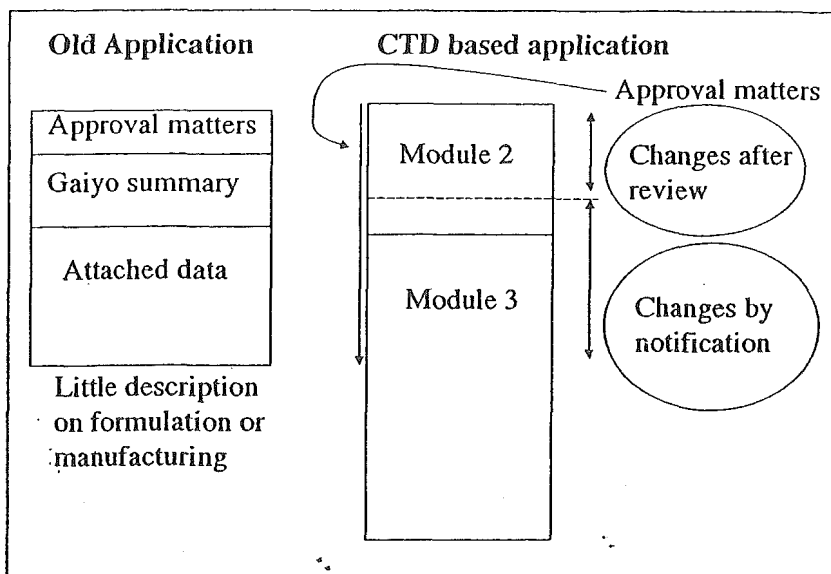 Old Application
CTD based application
Approval matters
Gaiyo summary
Attached data
Little description
on formulation or
manufacturing
Module 2
Module 3
Approval matters
Changes after
review
Changes by
notification